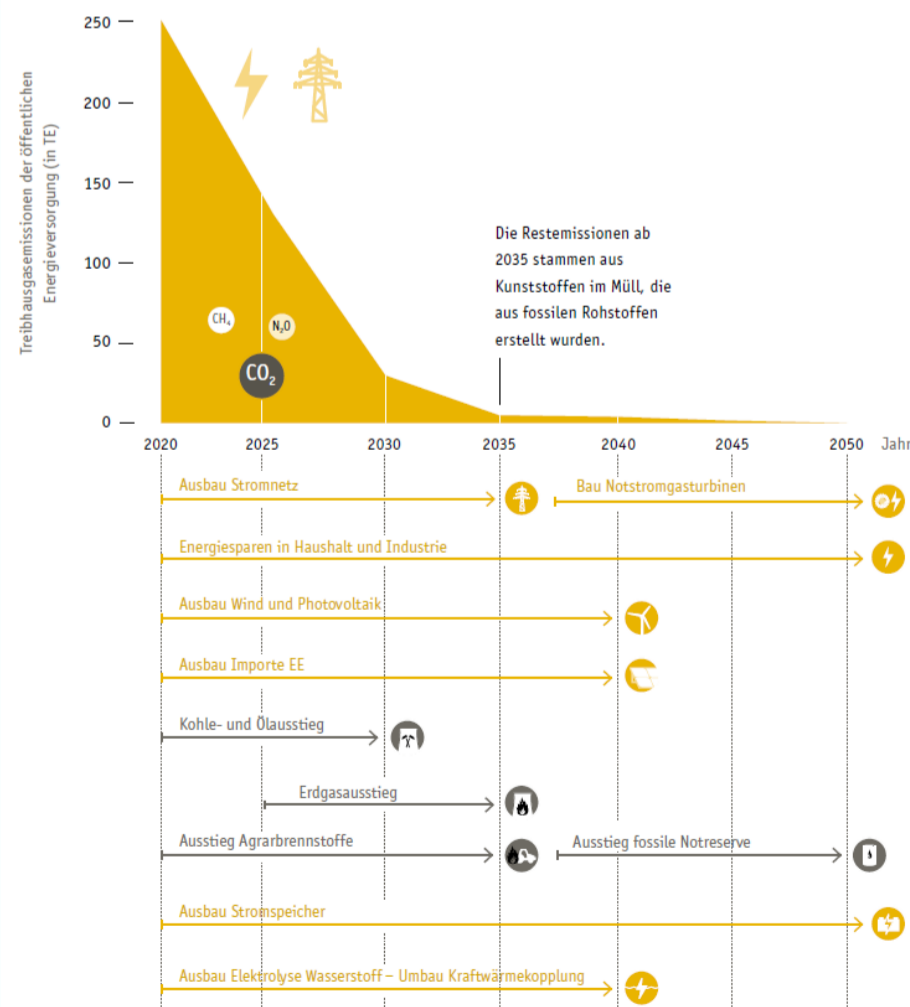 Treibhausgasemissionen der öffentlichen
Energieversorgung (in TE)
250
200
150
100
50
0
Die Restemissionen ab
2035 stammen aus
Kunststoffen im Müll, die
aus fossilen Rohstoffen
erstellt wurden.
CH₄
N₂O
CO₂
2020 2025 2030 2035 2040 2045 2050 Jahr
Ausbau Stromnetz
Bau Notstromgasturbinen
Energiesparen in Haushalt und Industrie
Ausbau Wind und Photovoltaik
Ausbau Importe EE
Kohle- und Ölausstieg
Erdgasausstieg
Ausstieg Agrarbrennstoffe
Ausstieg fossile Notreserve
Ausbau Stromspeicher
Ausbau Elektrolyse Wasserstoff – Umbau Kraftwärmekopplung